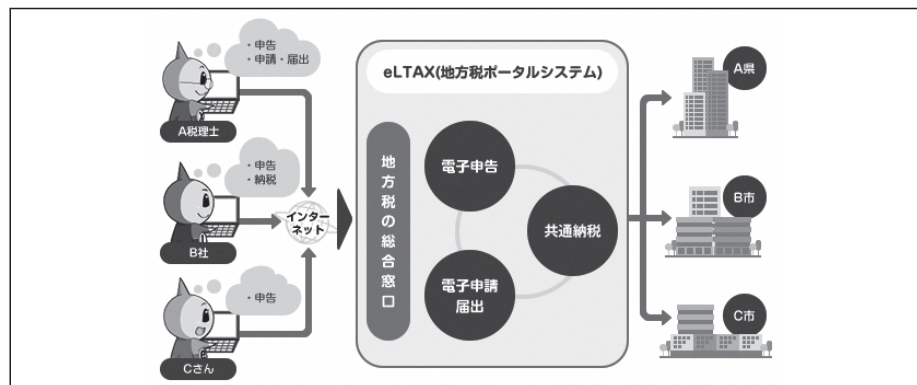 ・申告
・申請・届出
A税理士
・申告
・納税
B社
・申告
Cさん
インター
ネット
eLTAX(地方税ポータルシステム)
地方税の総合窓口
電子申告
共通納税
電子申請
届出
A県
B市
C市